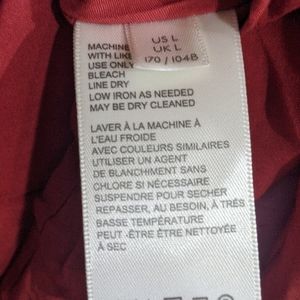 US L
UK L
170 / 104B
MACHINE
WITH LIKE
USE ONLY
BLEACH
LINE DRY
LOW IRON AS NEEDED
MAY BE DRY CLEANED
LAVER À LA MACHINE À
L'EAU FROIDE
AVEC COULEURS SIMILAIRES
UTILISER UN AGENT
DE BLANCHIMENT SANS
CHLORE SI NÉCESSAIRE
SUSPENDRE POUR SECHER
REPASSER, AU BESOIN, À TRÈS
BASSE TEMPÉRATURE
PEUT -ÊTRE ÊTRE NETTOYÉ
À SEC